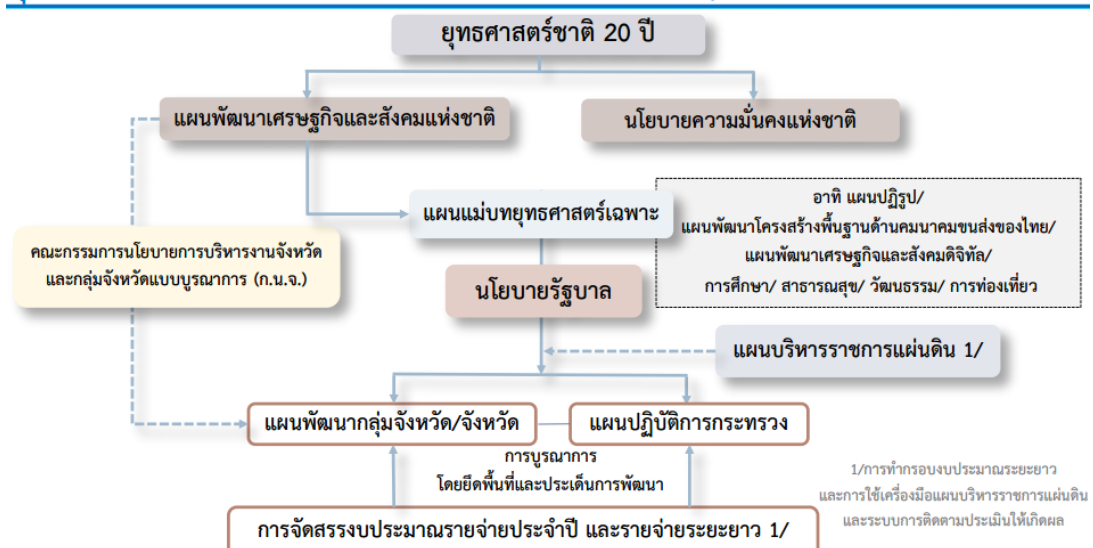 ยุทธศาสตร์ชาติ 20 ปี
แผนพัฒนาเศรษฐกิจและสังคมแห่งชาติ
นโยบายความมั่นคงแห่งชาติ
แผนแม่บทยุทธศาสตร์เฉพาะ
อาทิ แผนปฏิรูป/
แผนพัฒนาโครงสร้างพื้นฐานด้านคมนาคมขนส่งของไทย/
แผนพัฒนาเศรษฐกิจและสังคมดิจิทัล/
การศึกษา/ สาธารณสุข/ วัฒนธรรม/ การท่องเที่ยว
คณะกรรมการนโยบายการบริหารงานจังหวัด
และกลุ่มจังหวัดแบบบูรณาการ (ก.น.จ.)
นโยบายรัฐบาล
แผนบริหารราชการแผ่นดิน 1/
แผนพัฒนากลุ่มจังหวัด/จังหวัด
แผนปฏิบัติการกระทรวง
การบูรณาการ
โดยยึดพื้นที่และประเด็นการพัฒนา
1/การทำกรอบงบประมาณระยะยาว
และการใช้เครื่องมือแผนบริหารราชการแผ่นดิน
และระบบการติดตามประเมินให้เกิดผล
การจัดสรรงบประมาณรายจ่ายประจำปี และรายจ่ายระยะยาว 1/